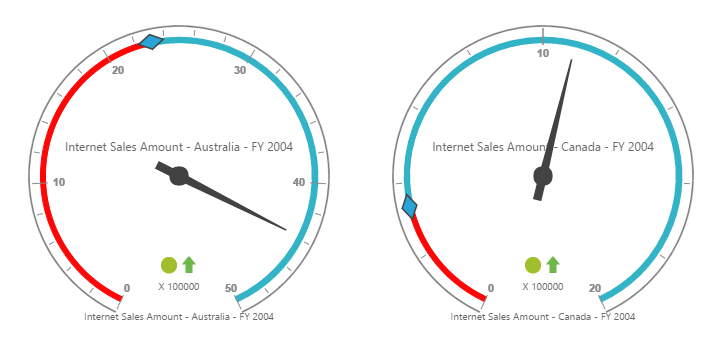 20
30
10
40
Internet Sales Amount - Australia - FY 2004
0
50
X 100000
Internet Sales Amount - Australia - FY 2004
10
Internet Sales Amount - Canada - FY 2004
0
20
X 100000
Internet Sales Amount - Canada - FY 2004